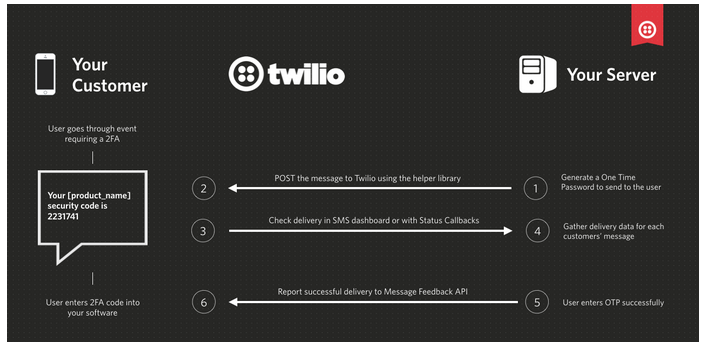 Your
Customer
twilio
Your Server
User goes through event
requiring a 2FA
Your [product_name]
security code is
2231741
User enters 2FA code into
your software
2
POST the message to Twilio using the helper library
1
Generate a One Time
Password to send to the user
3
Check delivery in SMS dashboard or with Status Callbacks
4
Gather delivery data for each
customers' message
6
Report successful delivery to Message Feedback API
5
User enters OTP successfully